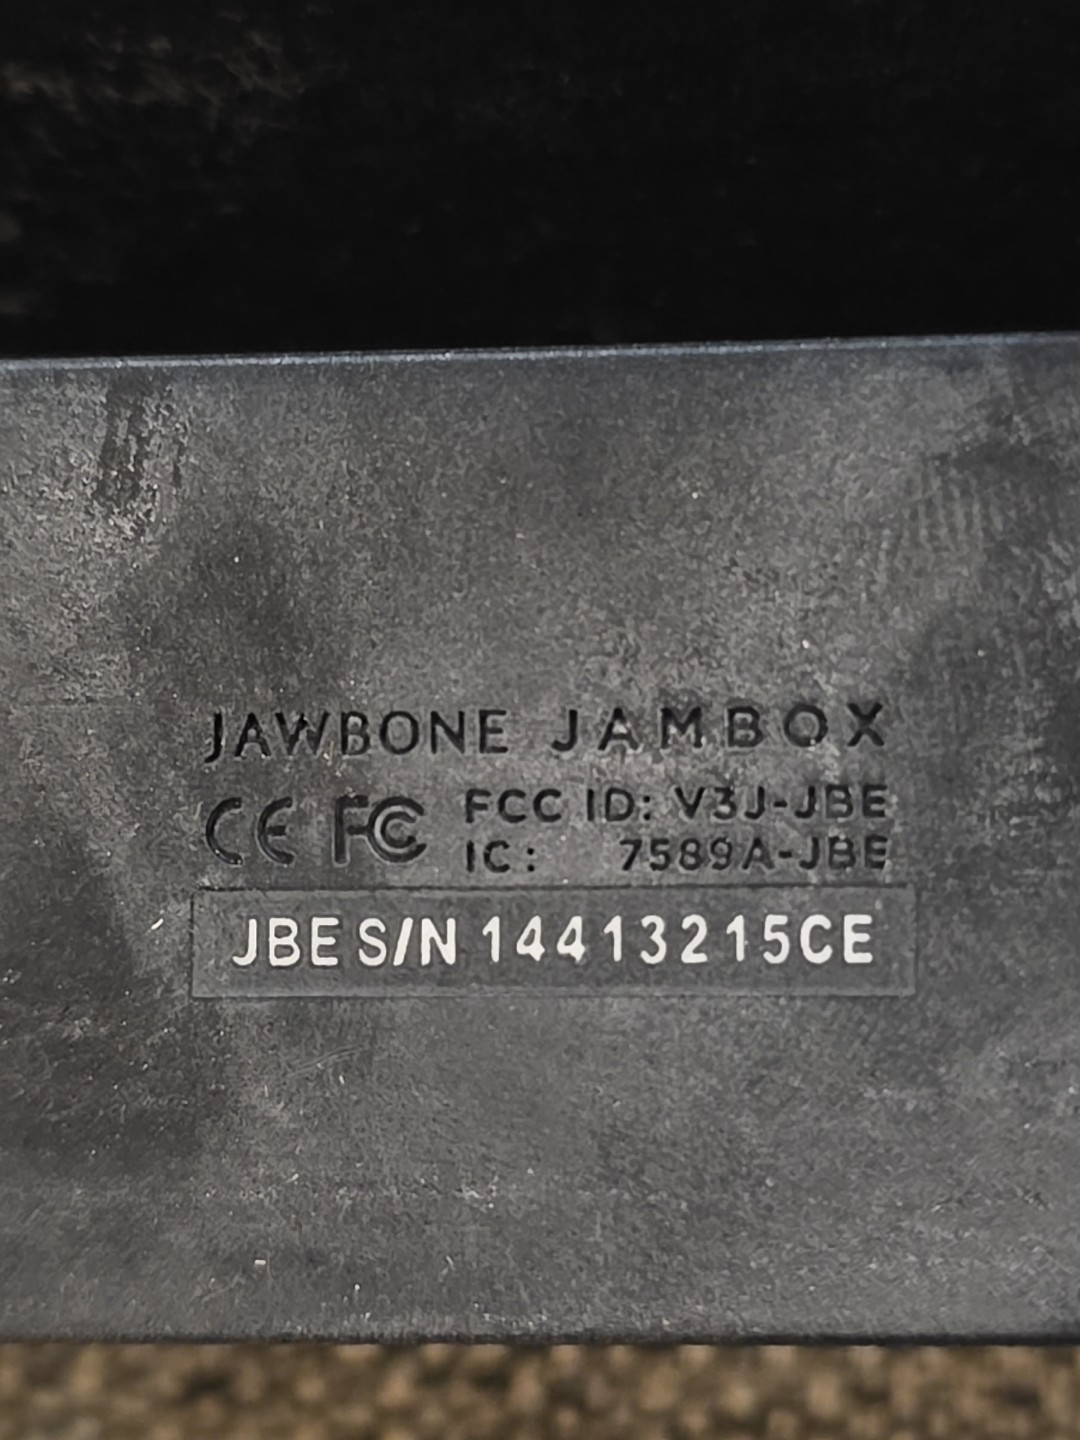 JAWBONE JAMBOX
CE FC FCC ID: V3J-JBE
IC: 7589A-JBE
JBE S/N 14413215CE